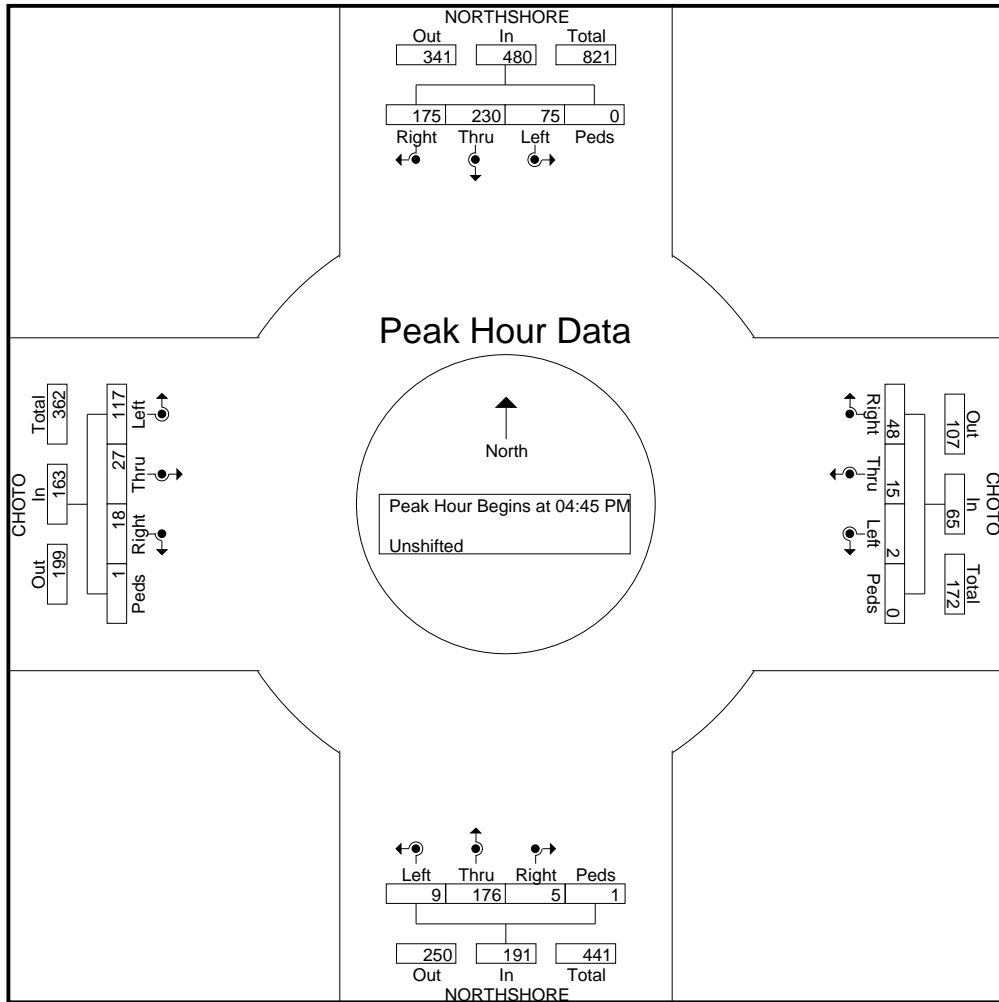 NORTHSHORE
Out In Total
341 480 821
175 230 75 0
Right Thru Left Peds
Peak Hour Data
North
Peak Hour Begins at 04:45 PM
Unshifted
CHOTO
Total In Out
362 163 199
117 27 18 1
Left Thru Right Peds
CHOTO
Out In Total
107 65 172
48 15 2 0
Right Thru Left Peds
Left Thru Right Peds
9 176 5 1
250 191 441
Out In Total
NORTHSHORE